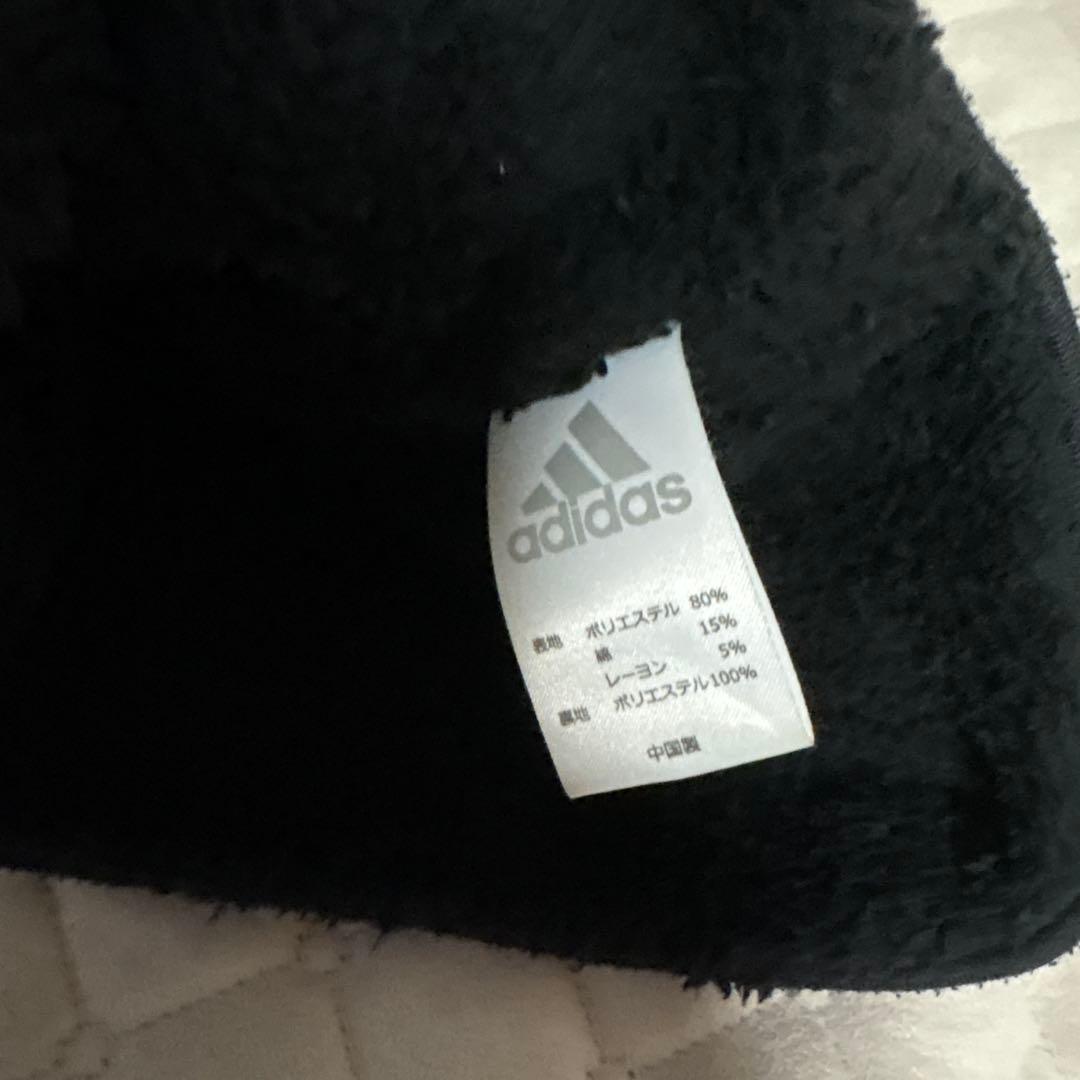 adidas
表地 ポリエステル 80%
綿 15%
レーヨン 5%
裏地 ポリエステル100%
中国製